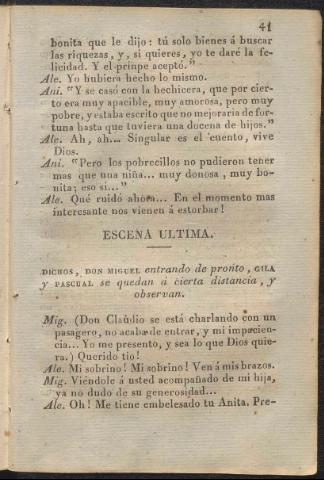 41
bonita que le dijo: tú solo bienes á buscar
las riquezas, y, si quieres, yo te daré la fe-
licidad. Y el prinpe aceptó."
Ale. Yo hubiera hecho lo mismo.
Ani. "Y se casó con la hechicera, que por cier-
to era muy apacible, muy amorosa, pero muy
pobre, y estaba escrito que no mejoraria de for-
tuna hasta que tuviera una docena de hijos."
Ale. Ah, ah.... Singular es el cuento, vive
Dios.
Ani. "Pero los pobrecillos no pudieron tener
mas que una niña... muy donosa, muy bo-
nita; eso si..."
Ale. Qué ruido ahora... En el momento mas
interesante nos vienen á estorbar!
ESCENA ULTIMA.
DICHOS, DON MIGUEL entrando de pronto, GILA
y PASCUAL se quedan á cierta distancia, y
observan.
Mig. (Don Claudio se está charlando con un
pasagero, no acaba de entrar, y mi impacien-
cia... Yo me presento, y sea lo que Dios quie-
ra.) Querido tio!
Ale. Mi sobrino! Mi sobrino! Ven á mis brazos.
Mig. Viéndole á usted acompañado de mi hija,
ya no dudo de su generosidad...
Ale. Oh! Me tiene embelesado tu Anita. Pre-